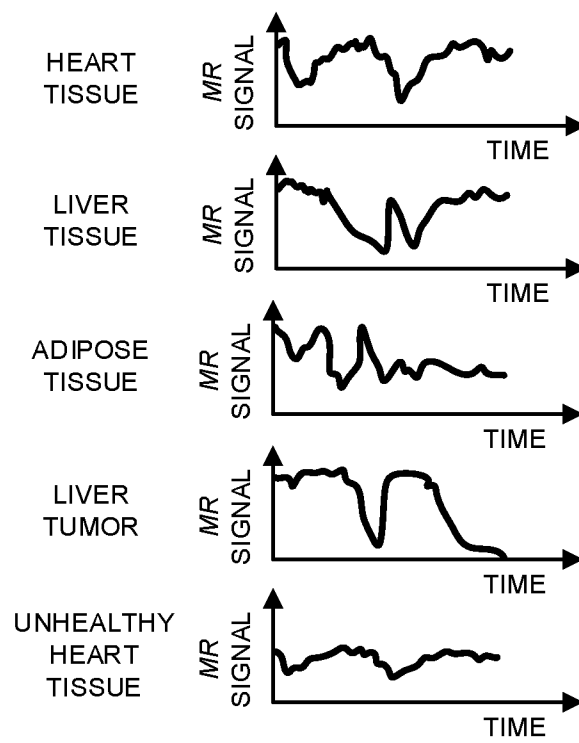 HEART
TISSUE
MR
SIGNAL
TIME
LIVER
TISSUE
MR
SIGNAL
TIME
ADIPOSE
TISSUE
MR
SIGNAL
TIME
LIVER
TUMOR
MR
SIGNAL
TIME
UNHEALTHY
HEART
TISSUE
MR
SIGNAL
TIME